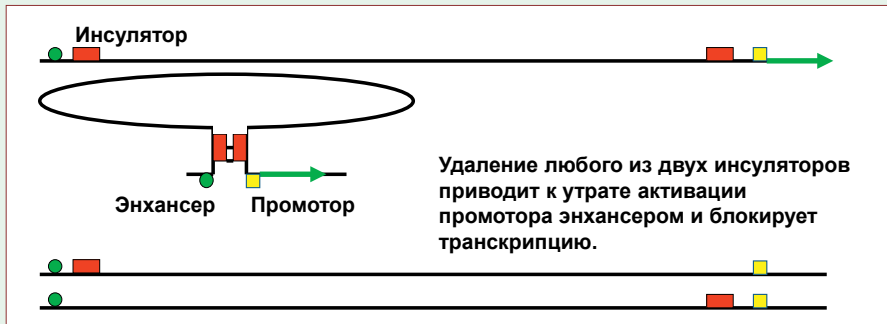 Инсулятор
Удаление любого из двух инсуляторов
приводит к утрате активации
промотора энхансером и блокирует
транскрипцию.
Энхансер Промотор